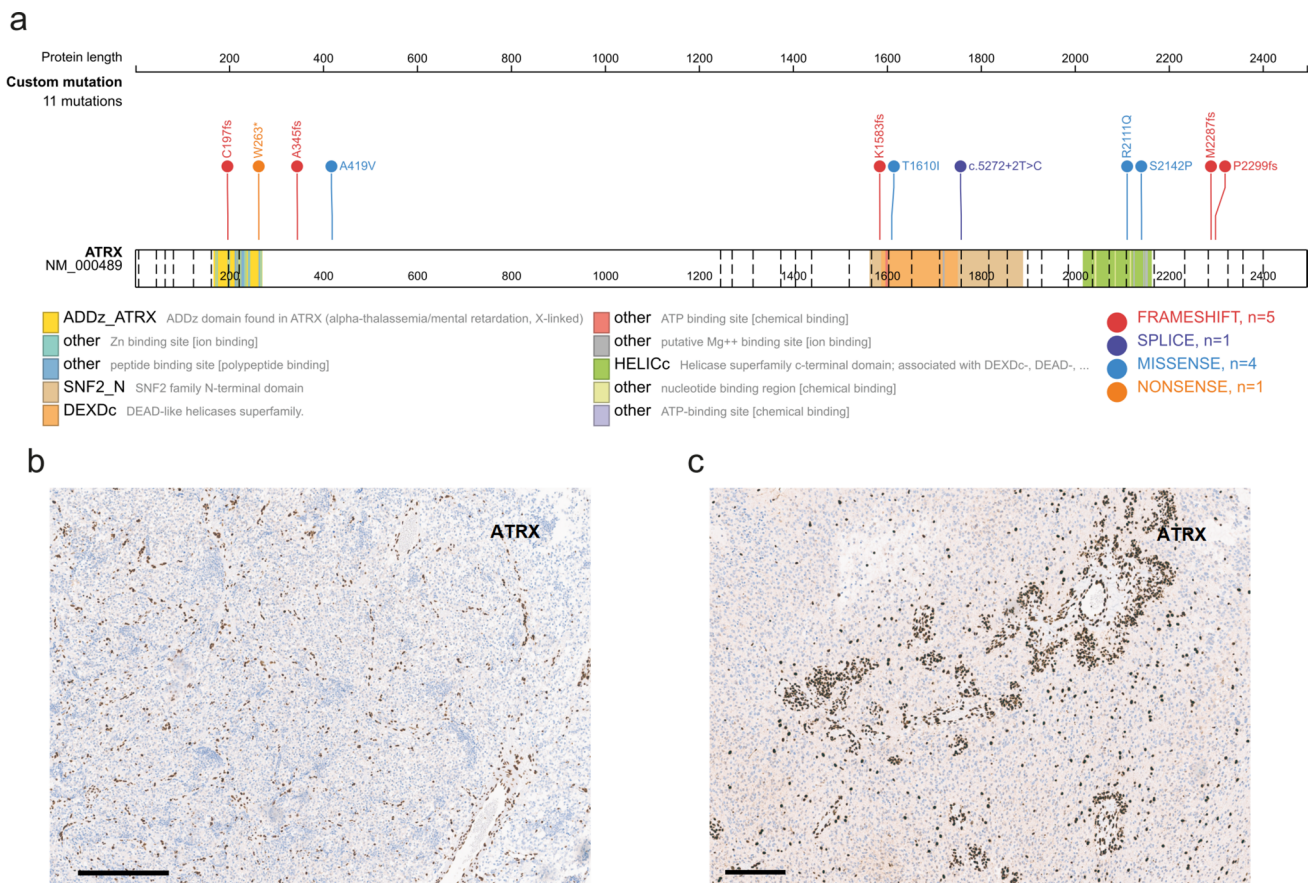 a
Protein length
200 400 600 800 1000 1200 1400 1600 1800 2000 2200 2400
Custom mutation
11 mutations
C197fs W263* A345fs A419V K1583fs T1610I c.5272+2T>C R2111Q S2142P M2287fs P2299fs
ATRX
NM_000489
200 400 600 800 1000 1200 1400 1600 1800 2000 2200 2400
ADDz_ATRX ADDz domain found in ATRX (alpha-thalassemia/mental retardation, X-linked)
other Zn binding site [ion binding]
other peptide binding site [polypeptide binding]
SNF2_N SNF2 family N-terminal domain
DEXDc DEAD-like helicases superfamily.
other ATP binding site [chemical binding]
other putative Mg++ binding site [ion binding]
HELICc Helicase superfamily c-terminal domain; associated with DEXDc-, DEAD-, ...
other nucleotide binding region [chemical binding]
other ATP-binding site [chemical binding]
FRAMESHIFT, n=5
SPLICE, n=1
MISSENSE, n=4
NONSENSE, n=1
b
ATRX
c
ATRX